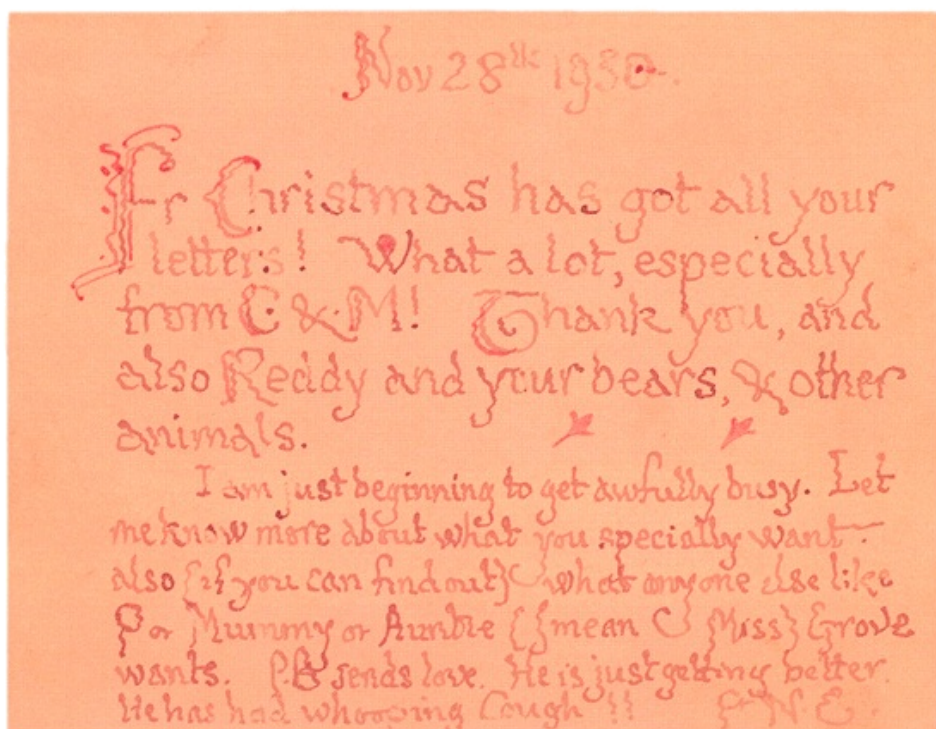 Nov 28th 1930.
Fr Christmas has got all your
letters! What a lot, especially
from C & M! Thank you, and
also Reddy and your bears, & other
animals.
I am just beginning to get awfully busy. Let
me know more about what you specially want –
also {if you can find out} what anyone else like
P or Mummy or Auntie {I mean Miss} Grove
wants. P.B sends love. He is just getting better.
He has had whooping Cough !!